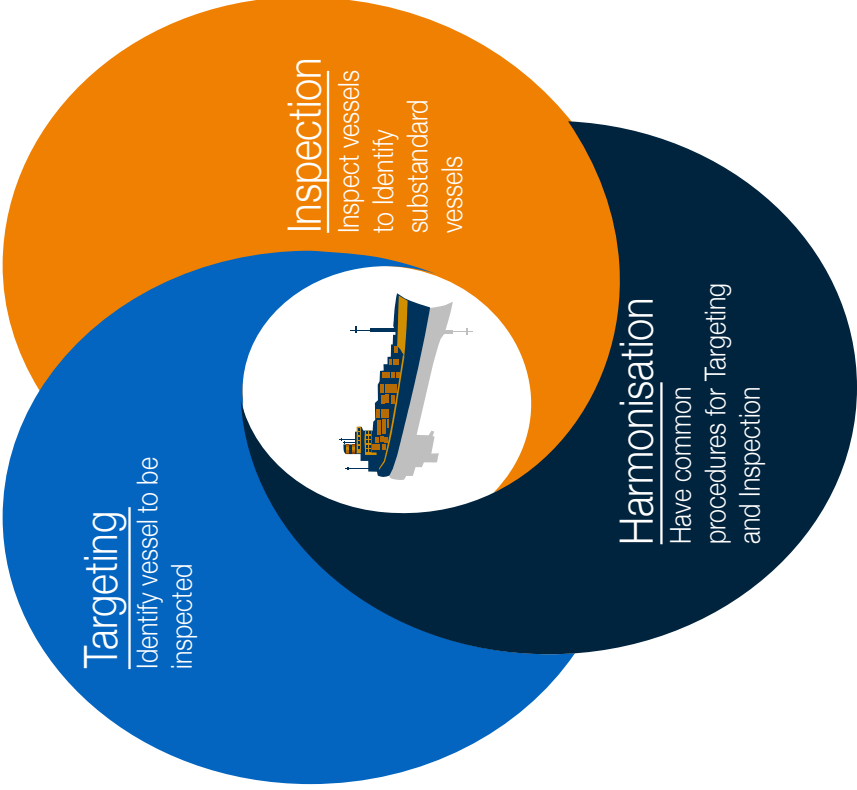 Targeting
Identify vessel to be
inspected
Inspection
Inspect vessels
to Identify
substandard
vessels
Harmonisation
Have common
procedures for Targeting
and Inspection